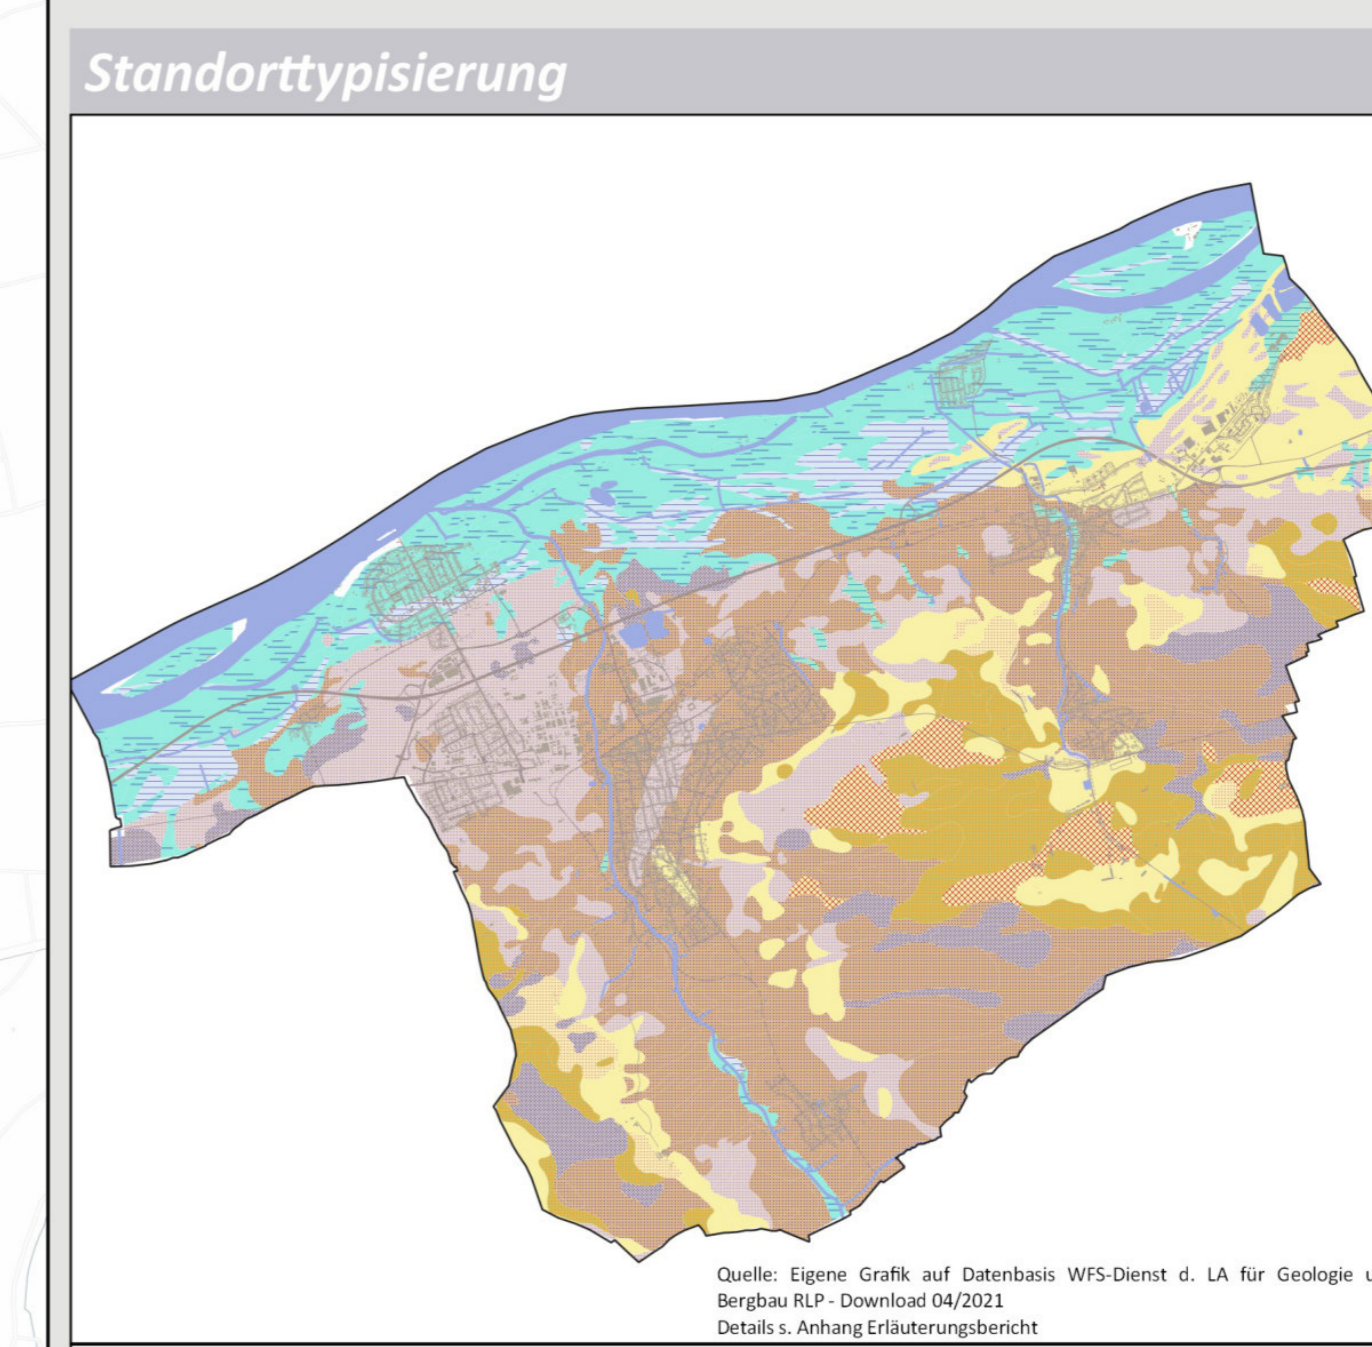 Standorttypisierung
Quelle: Eigene Grafik auf Datenbasis WFS-Dienst d. LA für Geologie
Bergbau RLP - Download 04/2021
Details s. Anhang Erläuterungsbericht